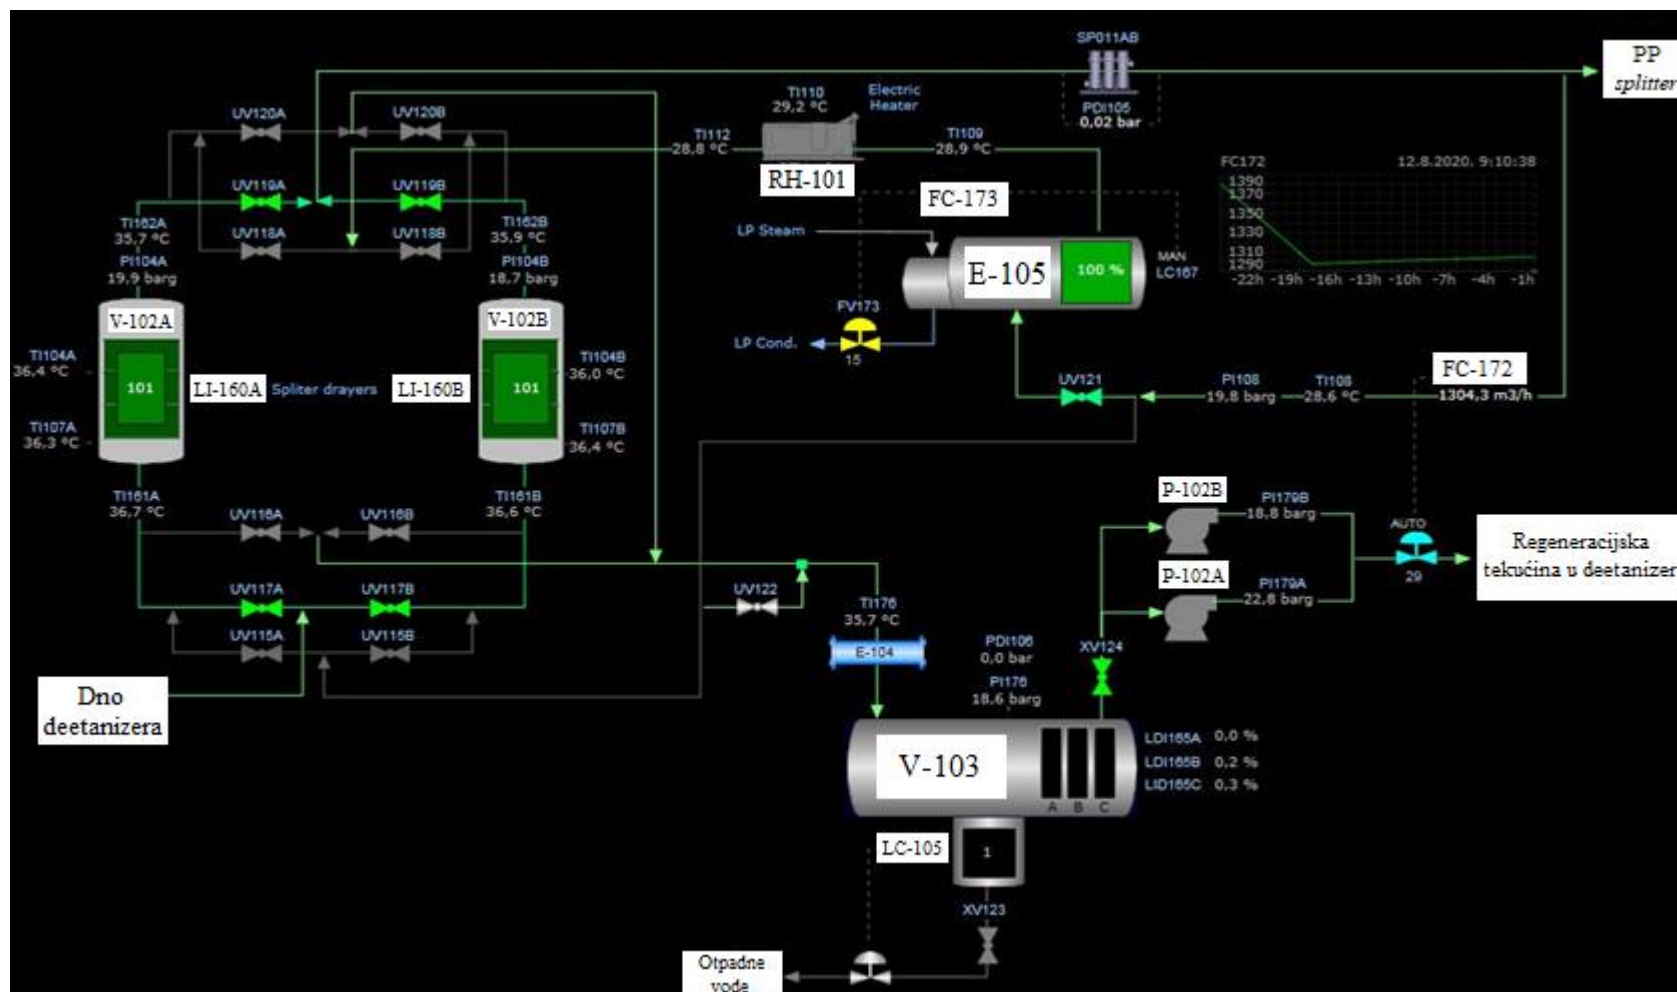 SP011AB
PP
splitter
PDI105
0,02 bar
TI110
29,2 °C
Electric
Heater
UV120A
UV120B
TI112
28,8 °C
TI109
28,9 °C
RH-101
FC172
12.8.2020. 9:10:38
1390
1370
1350
1330
1310
1290
-22h -19h -16h -13h -10h -7h -4h -1h
UV119A
UV119B
FC-173
TI162A
35,7 °C
UV118A
UV118B
TI162B
35,9 °C
LP Steam
E-105
100 %
MAN
LC167
PI104A
19,9 barg
PI104B
18,7 barg
V-102A
V-102B
FV173
15
LP Cond.
TI104A
36,4 °C
101
LI-160A
Spliter drayers
LI-160B
101
TI104B
36,0 °C
UV121
PI108
19,8 barg
TI108
28,6 °C
FC-172
1304,3 m3/h
TI107A
36,3 °C
TI107B
36,4 °C
TI161A
36,7 °C
UV116A
UV116B
TI161B
36,6 °C
P-102B
PI179B
18,8 barg
AUTO
29
Regeneracijska
tekućina u deetanizer
P-102A
PI179A
22,8 barg
UV117A
UV117B
UV122
TI176
35,7 °C
UV115A
UV115B
E-104
PDI106
0,0 bar
PI176
18,6 barg
XV124
Dno
deetanizera
V-103
A B C
LDI165A 0,0 %
LDI165B 0,2 %
LID165C 0,3 %
LC-105
1
XV123
Otpadne
vode